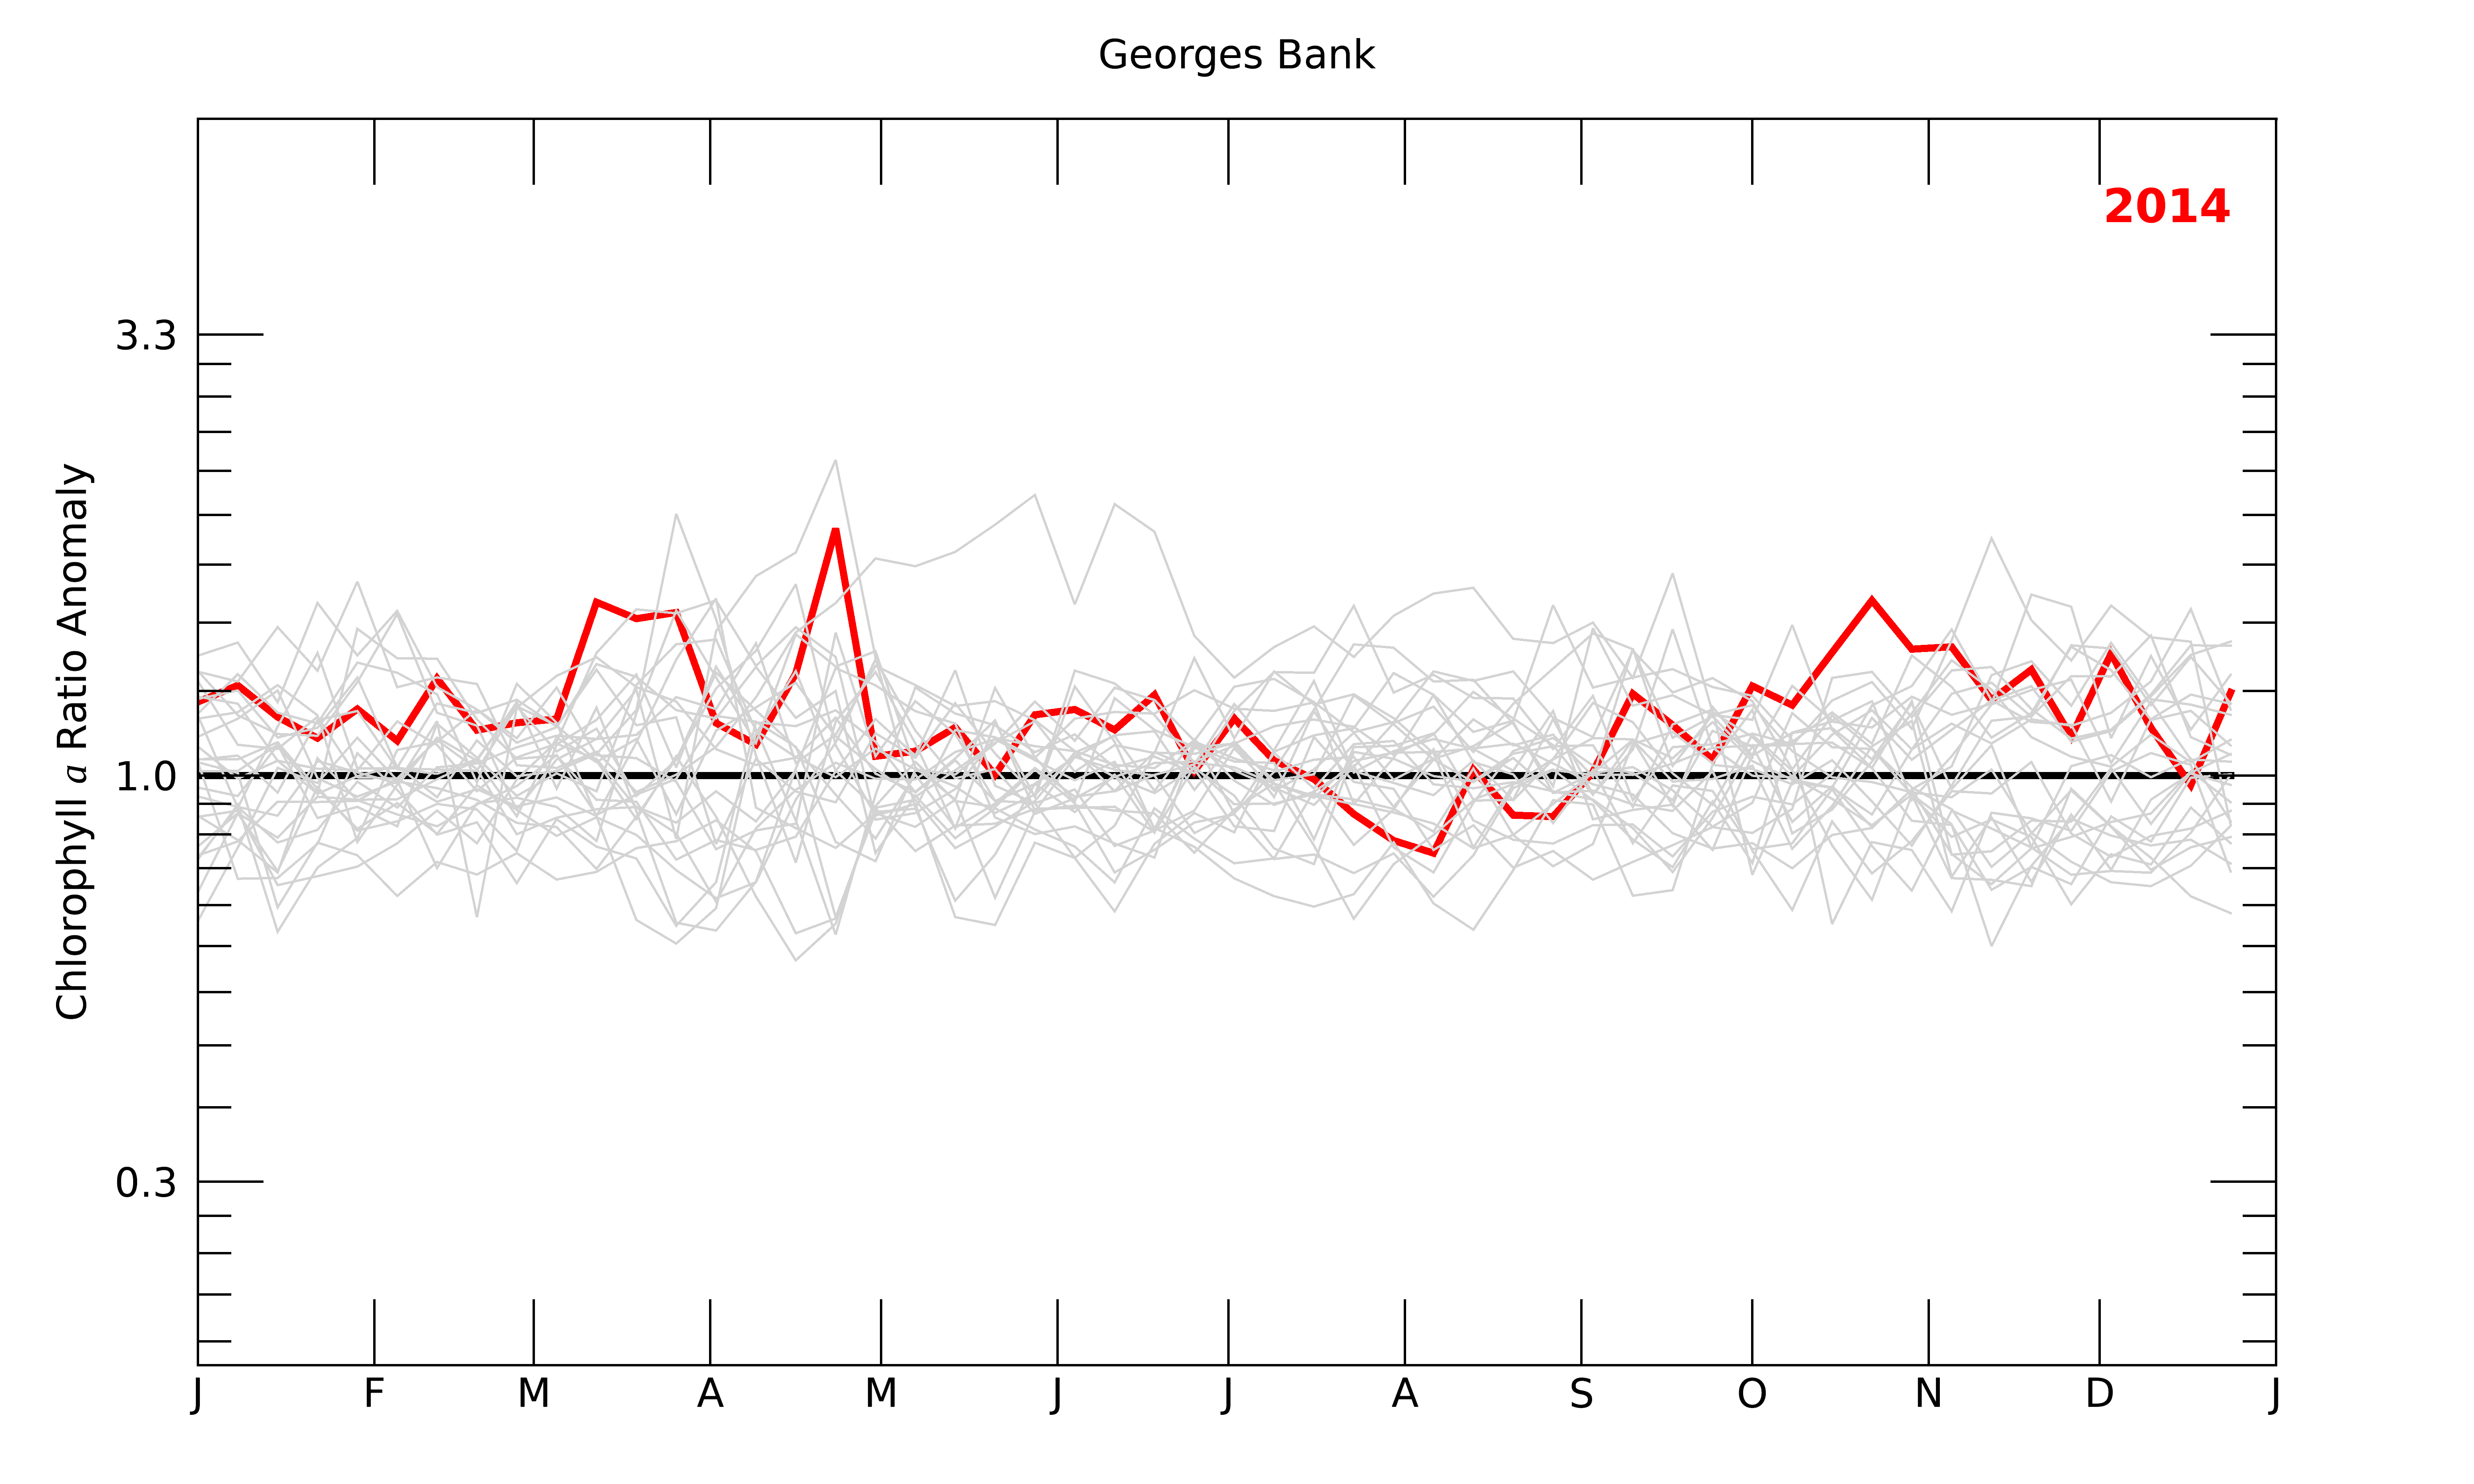 Georges Bank
2014
3.3
Chlorophyll a Ratio Anomaly
1.0
0.3
J F M A M J J A S O N D J